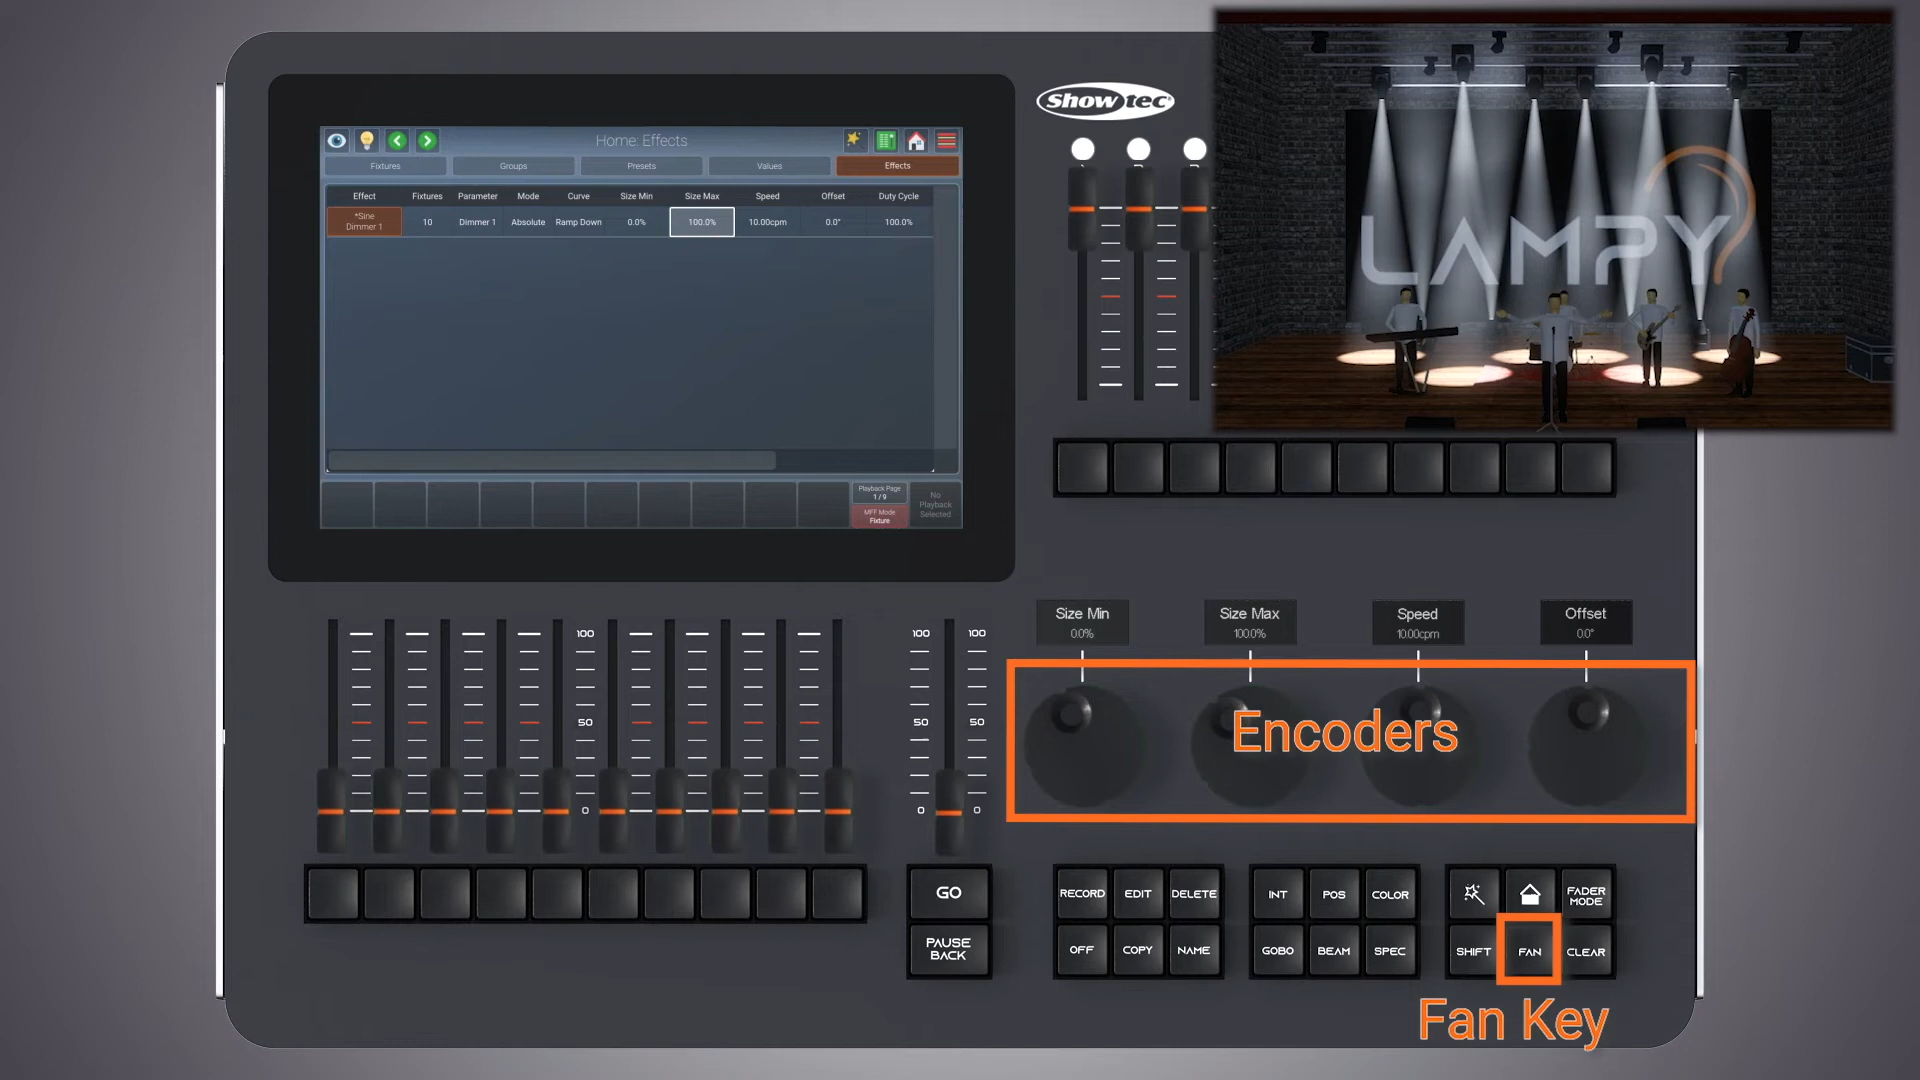 Showtec
Home: Effects
Fixtures Groups Presets Values Effects
Effect Fixtures Parameter Mode Curve Size Min Size Max Speed Offset Duty Cycle
*Sine
Dimmer 1
10 Dimmer 1 Absolute Ramp Down 0.0% 100.0% 10.00cpm 0.0° 100.0%
Playback Page
1 / 9
MFF Mode
Fixture
No
Playback
Selected
LAMPY
Size Min
0.0%
Size Max
100.0%
Speed
10.00cpm
Offset
0.0°
100 100 100
50 50 50
0 0 0
Encoders
GO
PAUSE
BACK
RECORD EDIT DELETE
OFF COPY NAME
INT POS COLOR
GOBO BEAM SPEC
FADER
MODE
SHIFT FAN CLEAR
Fan Key